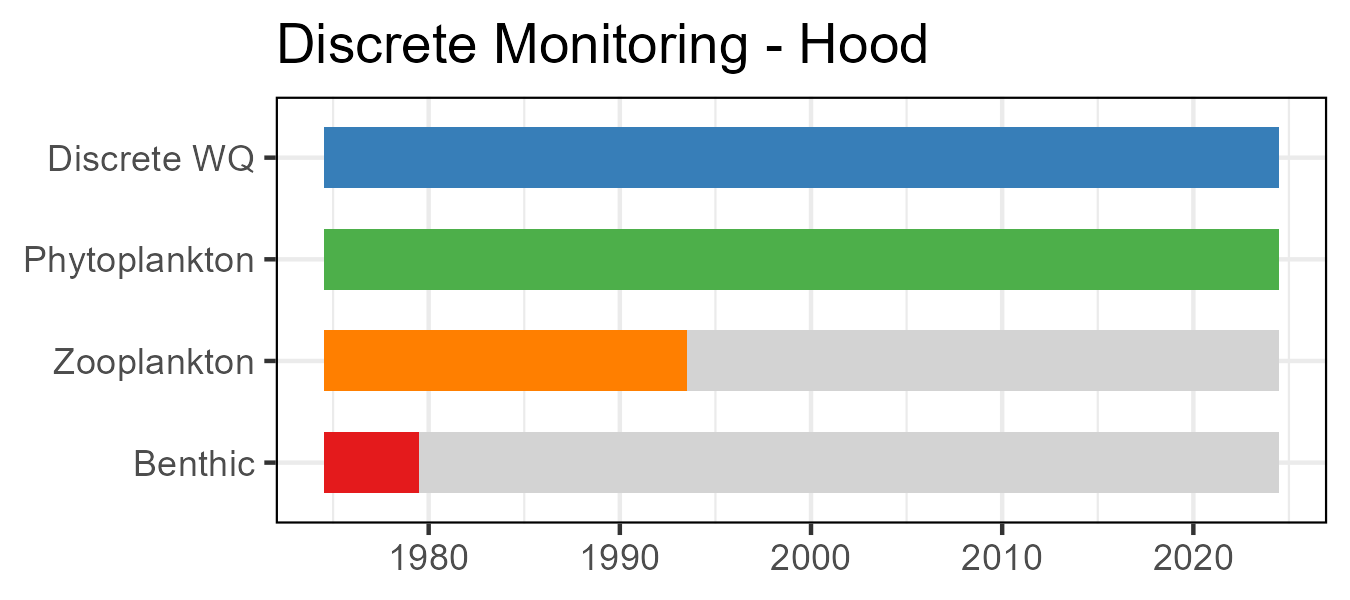 Discrete Monitoring - Hood
Discrete WQ
Phytoplankton
Zooplankton
Benthic
1980 1990 2000 2010 2020